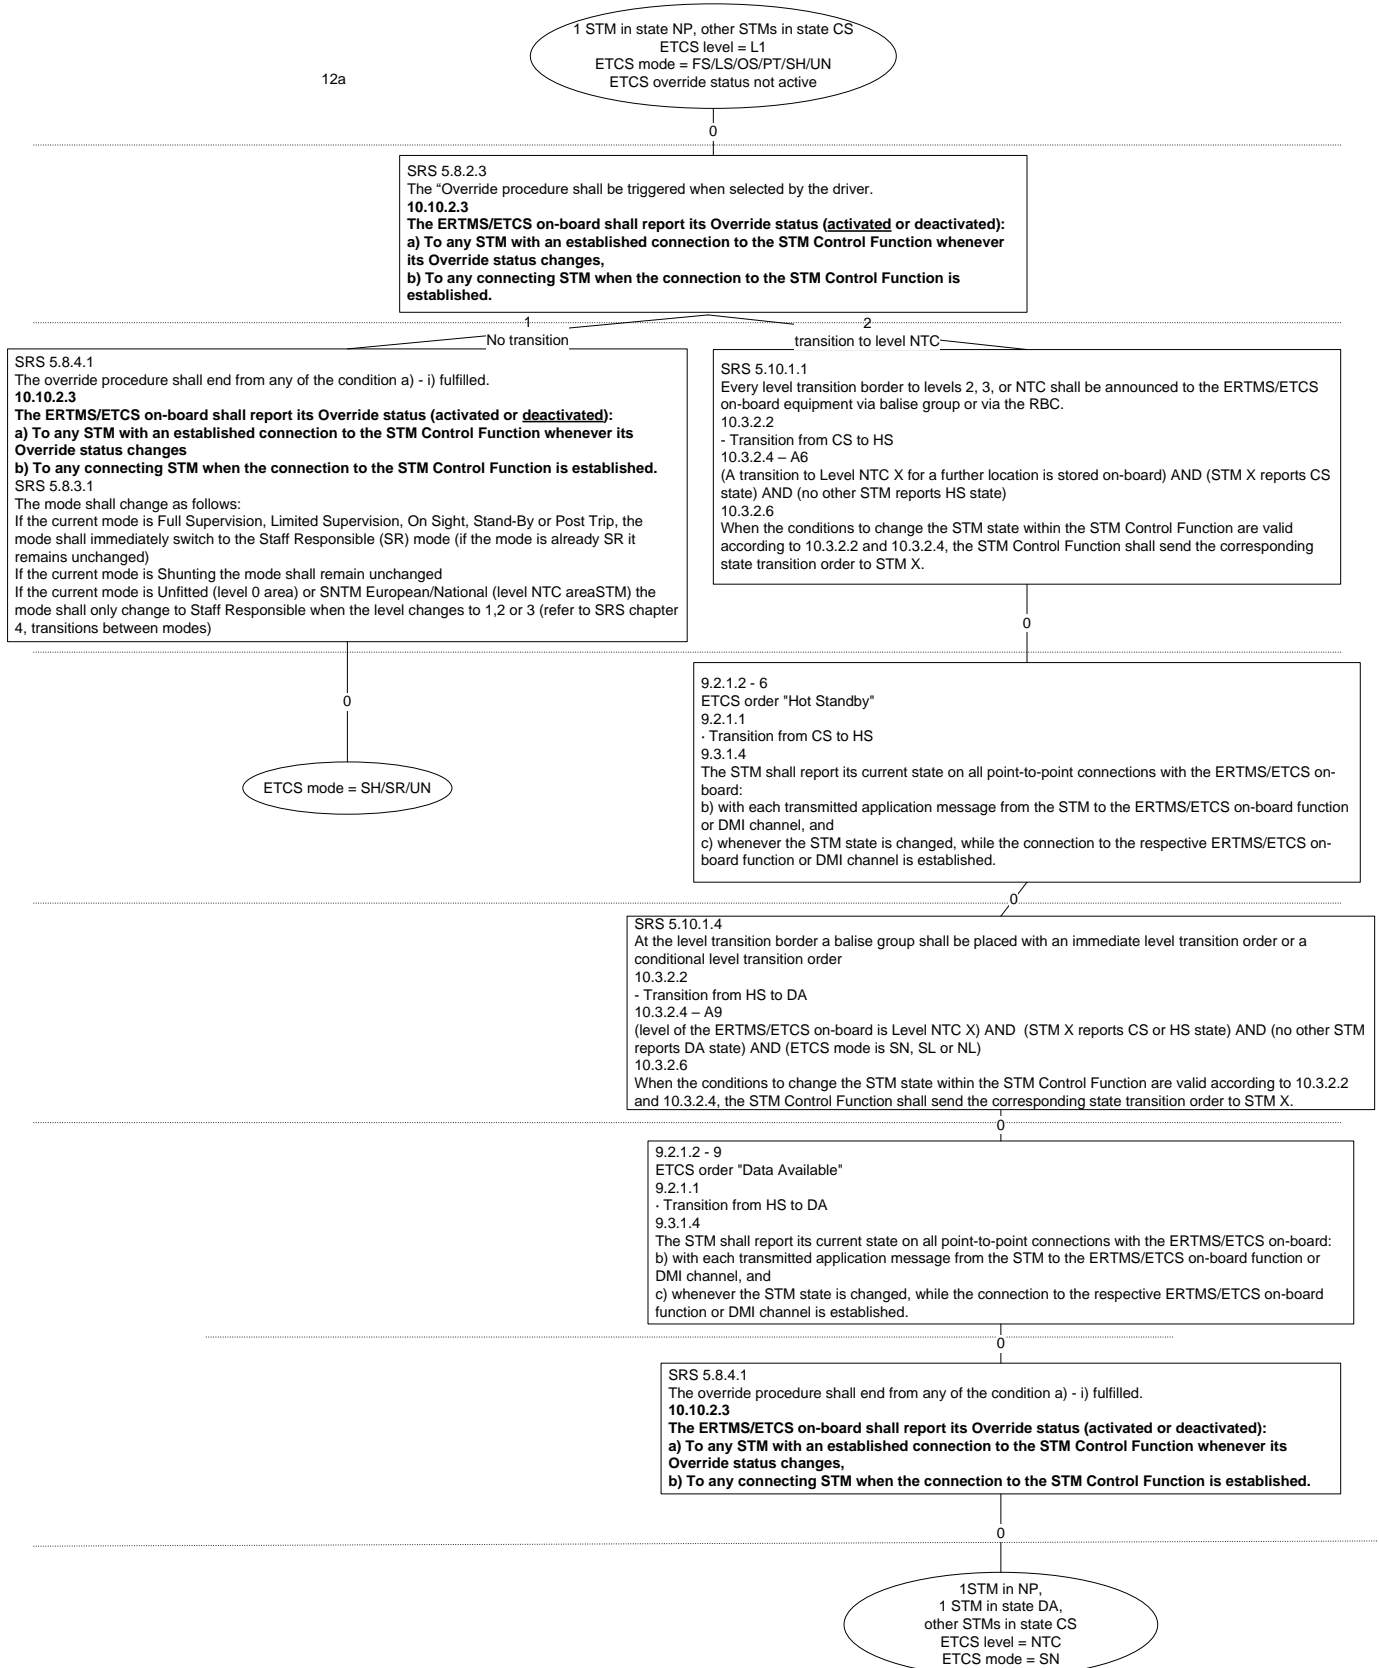 1 STM in state NP, other STMs in state CS
ETCS level = L1
ETCS mode = FS/LS/OS/PT/SH/UN
ETCS override status not active
12a
0
SRS 5.8.2.3
The “Override procedure shall be triggered when selected by the driver.
10.10.2.3
The ERTMS/ETCS on-board shall report its Override status (activated or deactivated):
a) To any STM with an established connection to the STM Control Function whenever
its Override status changes,
b) To any connecting STM when the connection to the STM Control Function is
established.
1
No transition
2
transition to level NTC
SRS 5.8.4.1
The override procedure shall end from any of the condition a) - i) fulfilled.
10.10.2.3
The ERTMS/ETCS on-board shall report its Override status (activated or deactivated):
a) To any STM with an established connection to the STM Control Function whenever its
Override status changes
b) To any connecting STM when the connection to the STM Control Function is established.
SRS 5.8.3.1
The mode shall change as follows:
If the current mode is Full Supervision, Limited Supervision, On Sight, Stand-By or Post Trip, the
mode shall immediately switch to the Staff Responsible (SR) mode (if the mode is already SR it
remains unchanged)
If the current mode is Shunting the mode shall remain unchanged
If the current mode is Unfitted (level 0 area) or SNTM European/National (level NTC areaSTM) the
mode shall only change to Staff Responsible when the level changes to 1,2 or 3 (refer to SRS chapter
4, transitions between modes)
0
ETCS mode = SH/SR/UN
SRS 5.10.1.1
Every level transition border to levels 2, 3, or NTC shall be announced to the ERTMS/ETCS
on-board equipment via balise group or via the RBC.
10.3.2.2
- Transition from CS to HS
10.3.2.4 – A6
(A transition to Level NTC X for a further location is stored on-board) AND (STM X reports CS
state) AND (no other STM reports HS state)
10.3.2.6
When the conditions to change the STM state within the STM Control Function are valid
according to 10.3.2.2 and 10.3.2.4, the STM Control Function shall send the corresponding
state transition order to STM X.
0
9.2.1.2 - 6
ETCS order "Hot Standby"
9.2.1.1
· Transition from CS to HS
9.3.1.4
The STM shall report its current state on all point-to-point connections with the ERTMS/ETCS on-
board:
b) with each transmitted application message from the STM to the ERTMS/ETCS on-board function
or DMI channel, and
c) whenever the STM state is changed, while the connection to the respective ERTMS/ETCS on-
board function or DMI channel is established.
0
SRS 5.10.1.4
At the level transition border a balise group shall be placed with an immediate level transition order or a
conditional level transition order
10.3.2.2
- Transition from HS to DA
10.3.2.4 – A9
(level of the ERTMS/ETCS on-board is Level NTC X) AND  (STM X reports CS or HS state) AND (no other STM
reports DA state) AND (ETCS mode is SN, SL or NL)
10.3.2.6
When the conditions to change the STM state within the STM Control Function are valid according to 10.3.2.2
and 10.3.2.4, the STM Control Function shall send the corresponding state transition order to STM X.
0
9.2.1.2 - 9
ETCS order "Data Available"
9.2.1.1
· Transition from HS to DA
9.3.1.4
The STM shall report its current state on all point-to-point connections with the ERTMS/ETCS on-board:
b) with each transmitted application message from the STM to the ERTMS/ETCS on-board function or
DMI channel, and
c) whenever the STM state is changed, while the connection to the respective ERTMS/ETCS on-board
function or DMI channel is established.
0
SRS 5.8.4.1
The override procedure shall end from any of the condition a) - i) fulfilled.
10.10.2.3
The ERTMS/ETCS on-board shall report its Override status (activated or deactivated):
a) To any STM with an established connection to the STM Control Function whenever its
Override status changes,
b) To any connecting STM when the connection to the STM Control Function is established.
0
1STM in NP,
1 STM in state DA,
other STMs in state CS
ETCS level = NTC
ETCS mode = SN